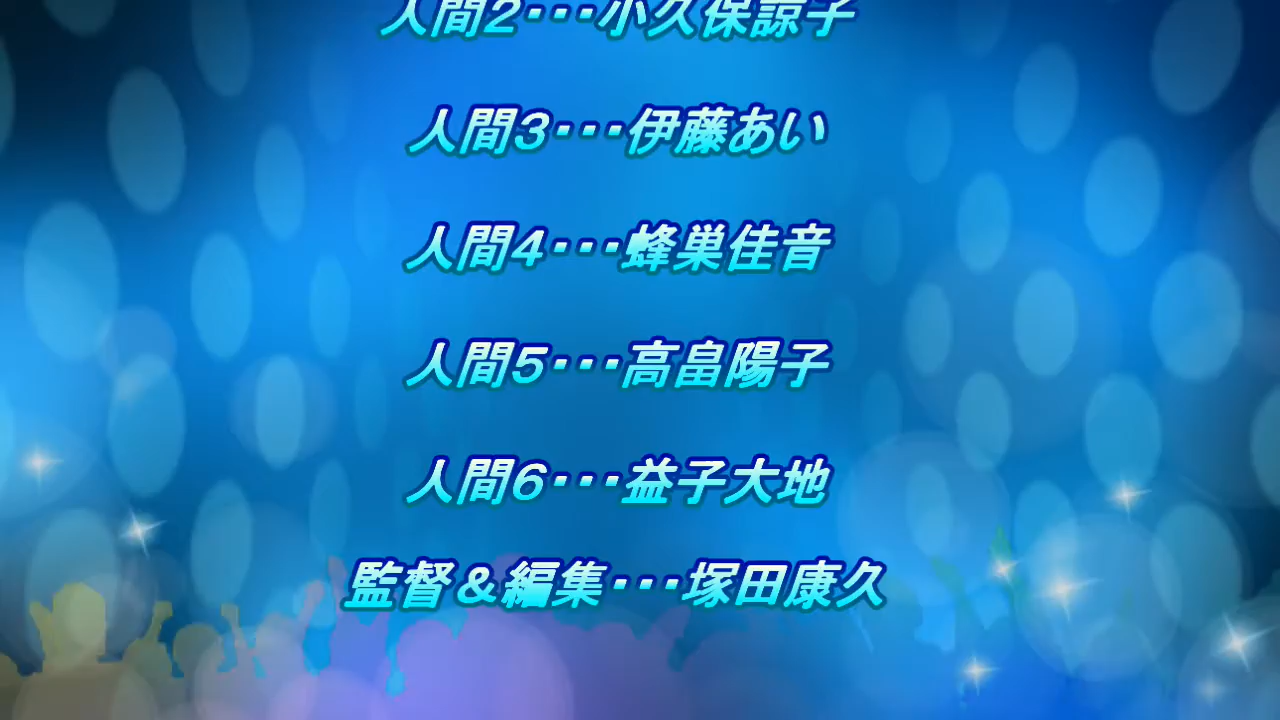 人間2･･･小久保諒子
人間3･･･伊藤あい
人間4･･･蜂巣佳音
人間5･･･高畠陽子
人間6･･･益子大地
監督＆編集･･･塚田康久